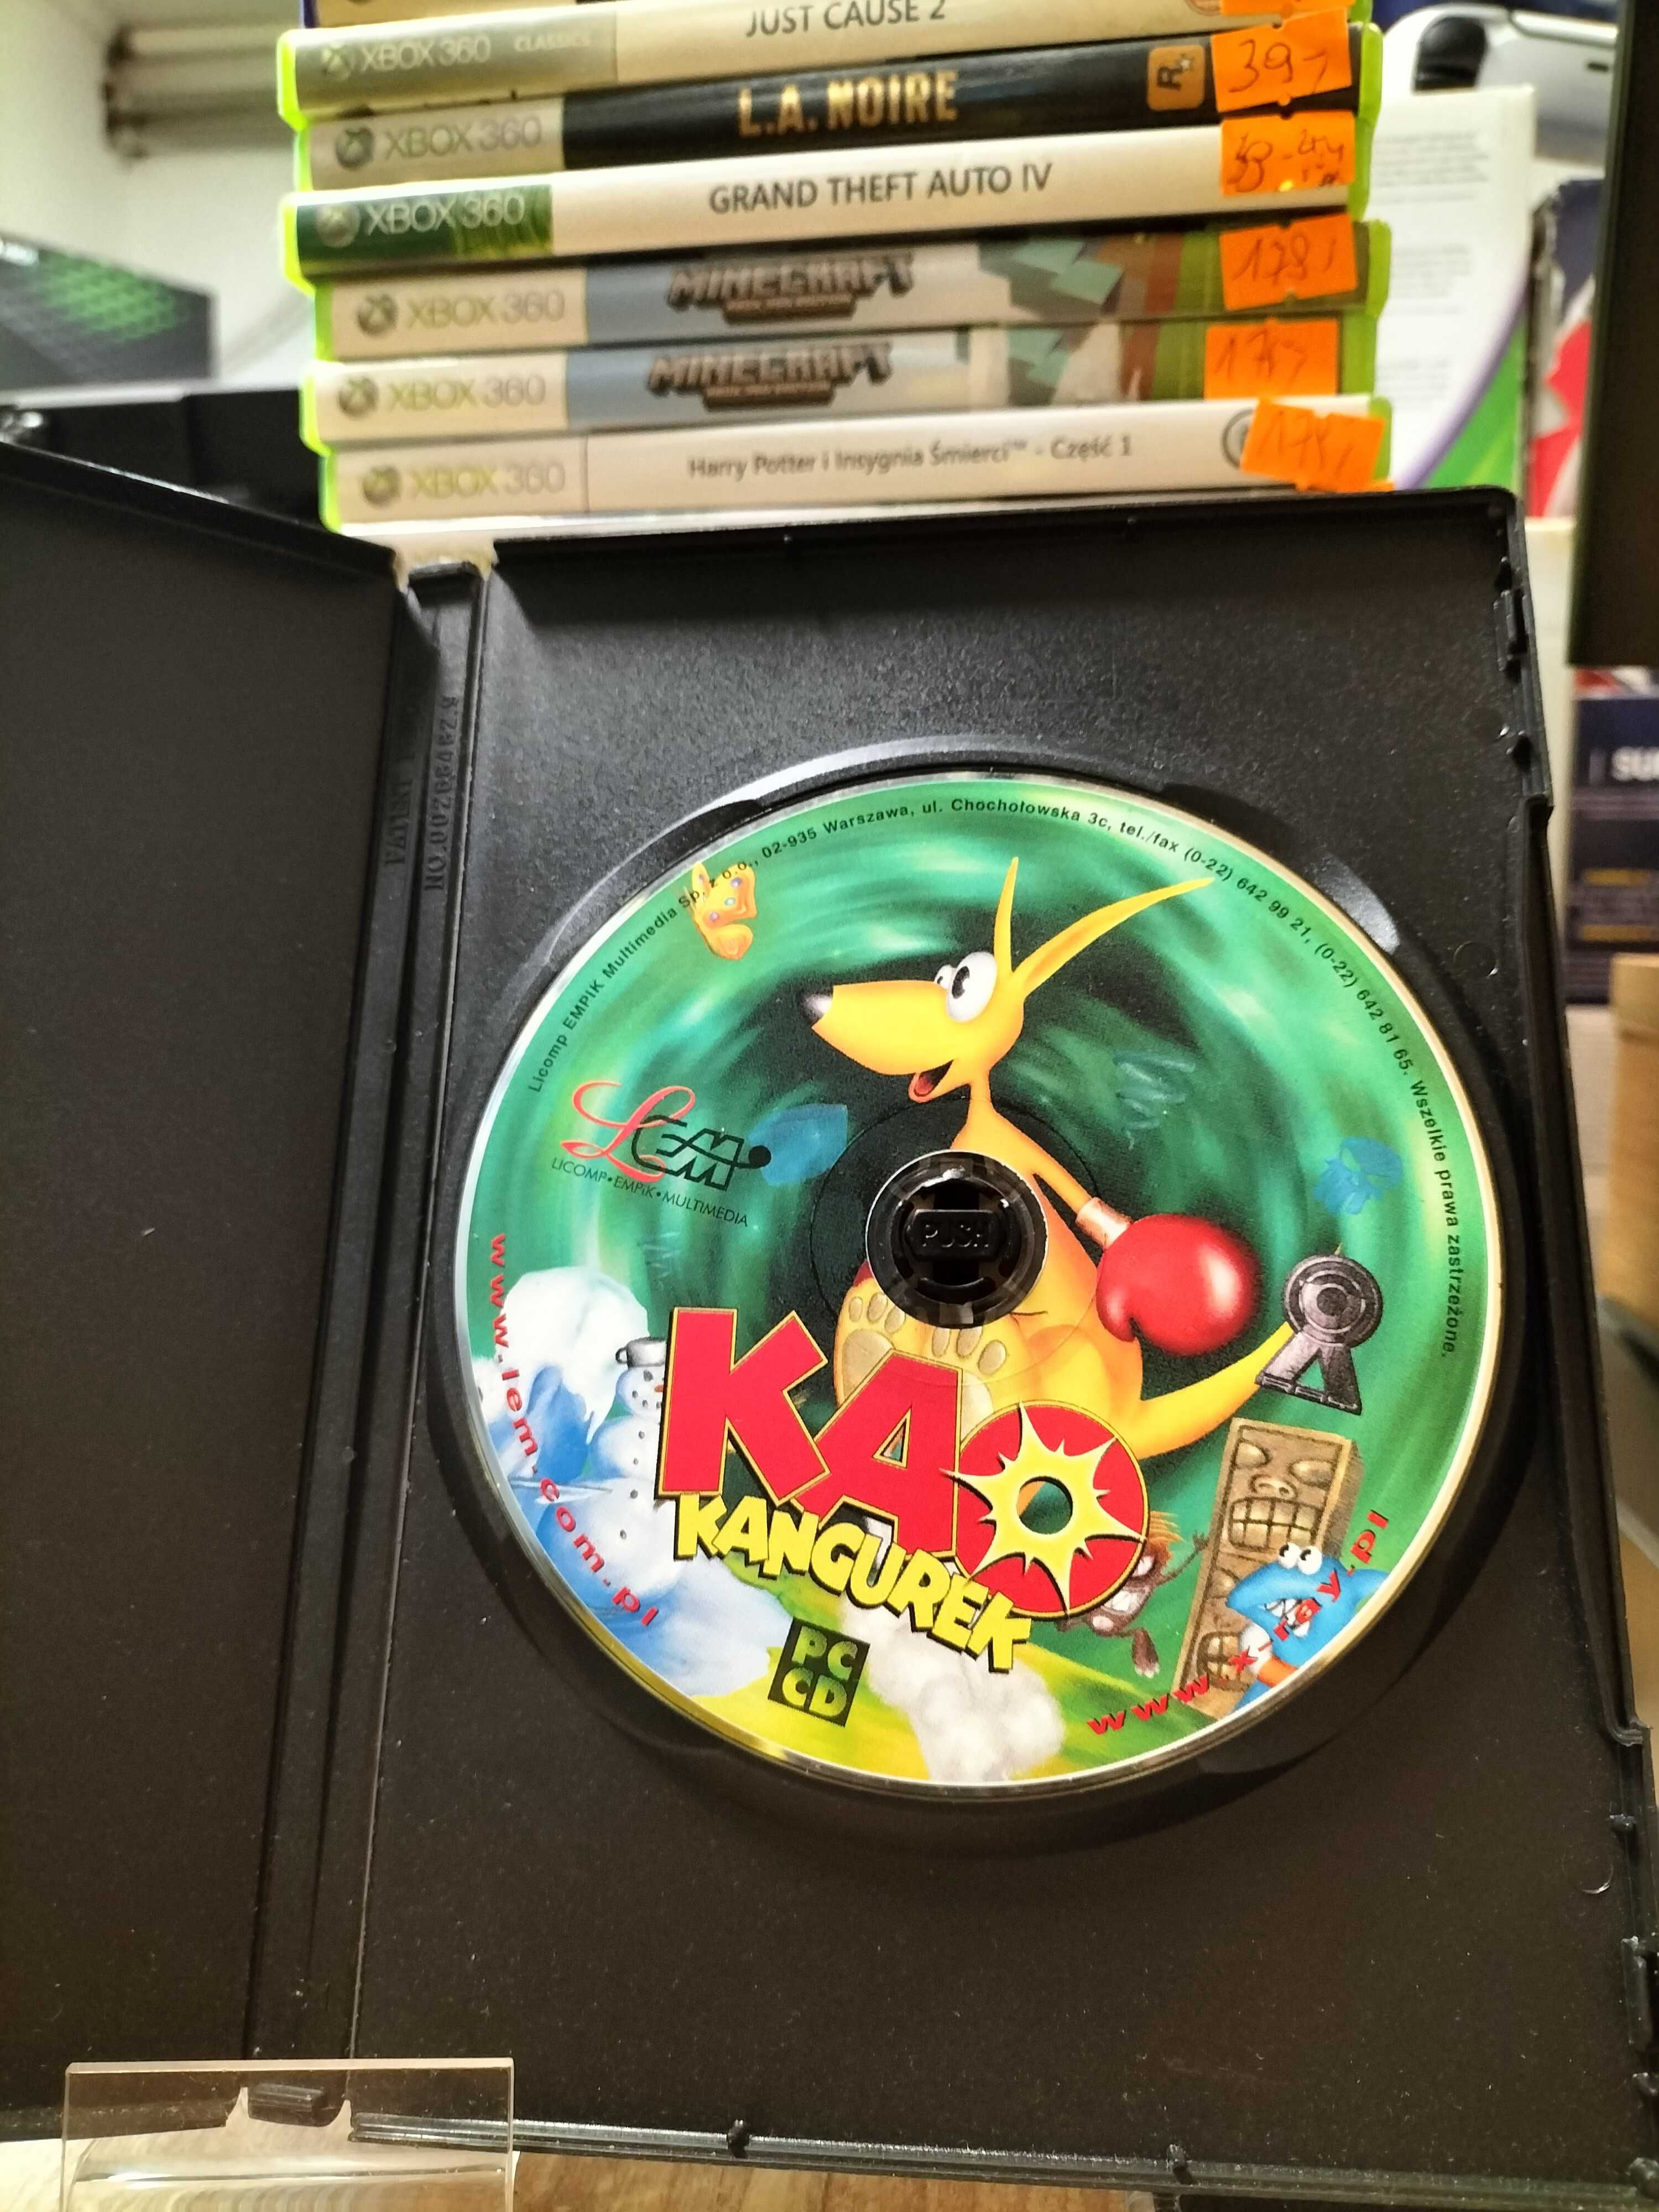 JUST CAUSE 2
XBOX 360 CLASSICS
39,-
L.A. NOIRE
R
XBOX 360
GRAND THEFT AUTO IV
XBOX 360
MINECRAFT
XBOX 360
MINECRAFT
XBOX 360
Harry Potter i Insygnia Śmierci™ - Część 1
XBOX 360
NO.002664429
Licomp EMPIK Multimedia Sp. z o.o., 02-935 Warszawa, ul. Chochołowska 3c, tel./fax (0-22) 642 99 21, (0-22) 642 81 65. Wszelkie prawa zastrzeżone.
LEM
LICOMP•EMPiK•MULTIMEDIA
PUSH
KAO
KANGUREK
PC
CD
www.lem.com.pl
www.x-ray.pl